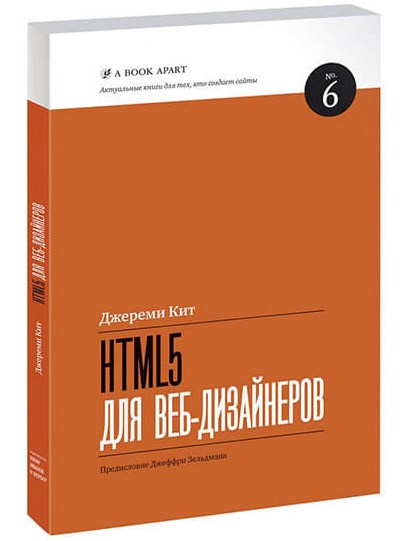 A BOOK APART
Актуальные книги для тех, кто создает сайты
No.
6
Джереми Кит
HTML5
ДЛЯ ВЕБ-ДИЗАЙНЕРОВ
Предисловие Джеффри Зельдмана
Джереми Кит HTML5 ДЛЯ ВЕБ-ДИЗАЙНЕРОВ